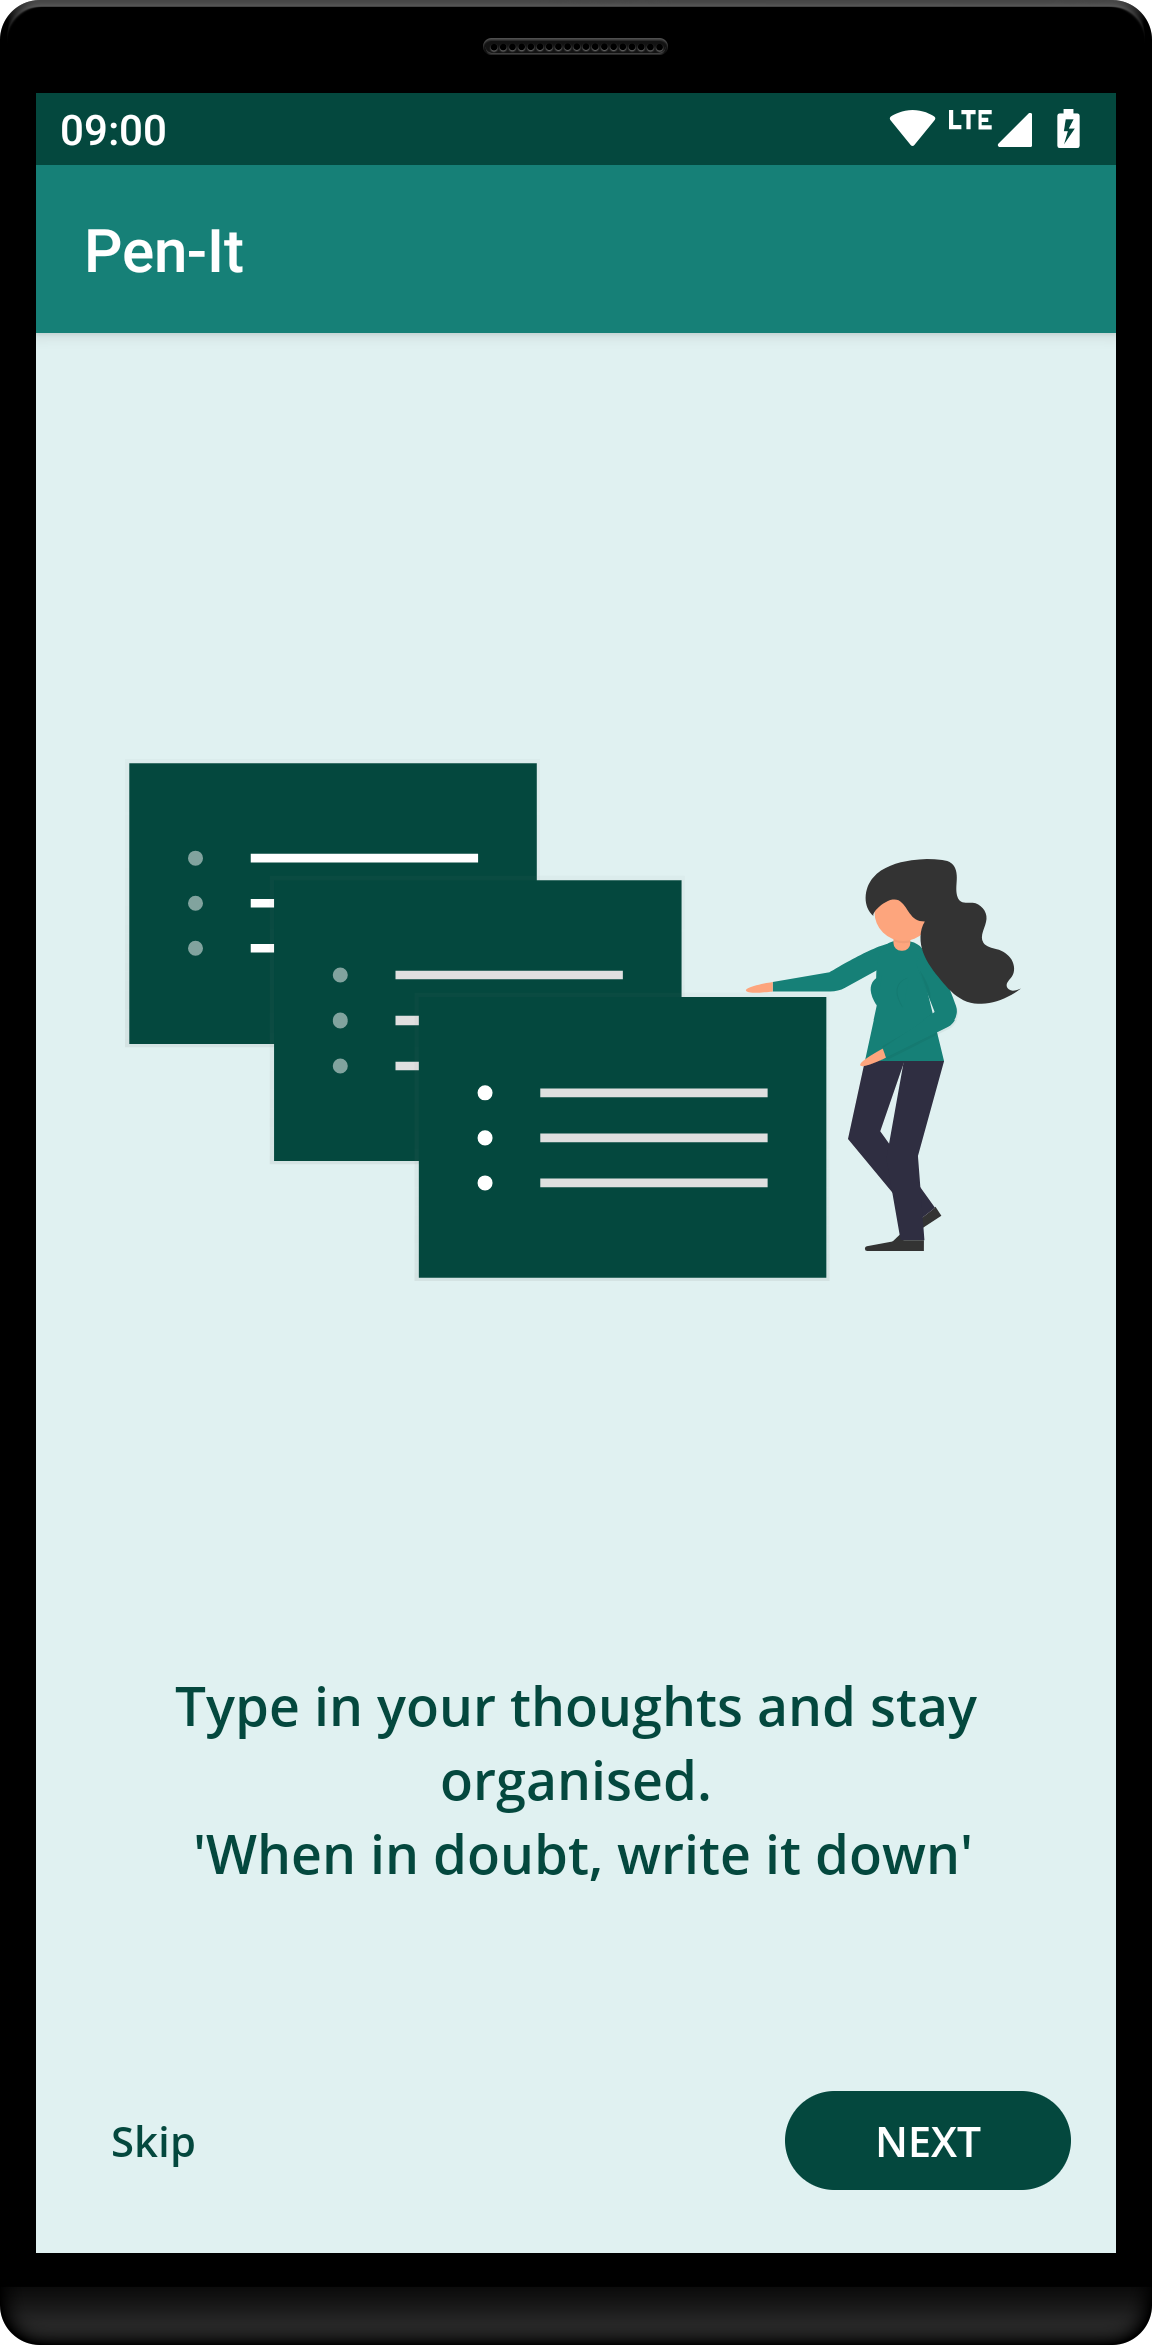 09:00
LTE
Pen-It
Type in your thoughts and stay
organised.
'When in doubt, write it down'
Skip
NEXT